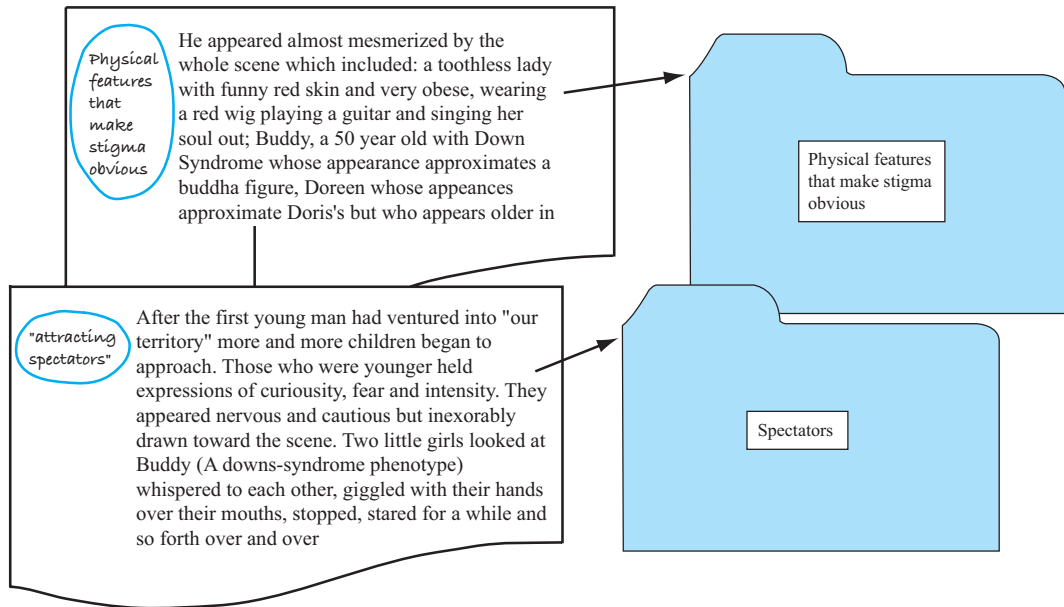 Physical
features
that
make
stigma
obvious
He appeared almost mesmerized by the
whole scene which included: a toothless lady
with funny red skin and very obese, wearing
a red wig playing a guitar and singing her
soul out; Buddy, a 50 year old with Down
Syndrome whose appearance approximates a
buddha figure, Doreen whose appeances
approximate Doris's but who appears older in
Physical features
that make stigma
obvious
"attracting
spectators"
After the first young man had ventured into "our
territory" more and more children began to
approach. Those who were younger held
expressions of curiousity, fear and intensity. They
appeared nervous and cautious but inexorably
drawn toward the scene. Two little girls looked at
Buddy (A downs-syndrome phenotype)
whispered to each other, giggled with their hands
over their mouths, stopped, stared for a while and
so forth over and over
Spectators